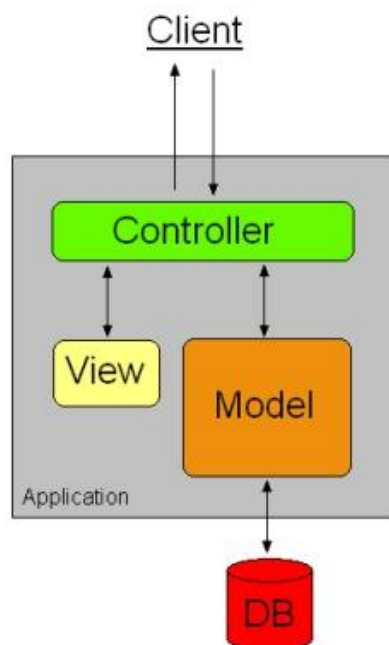 Client
Controller
View
Model
Application
DB